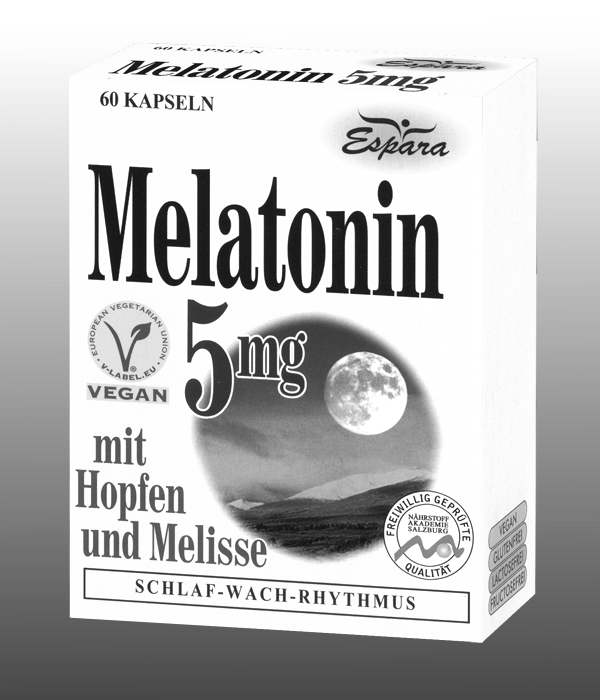 60 KAPSELN
Melatonin 5mg
Espara
60 KAPSELN
Espara
Melatonin
5mg
EUROPEAN VEGETARIAN UNION
• V-LABEL.EU •
VEGAN
mit
Hopfen
und Melisse
FREIWILLIG GEPRÜFTE
NÄHRSTOFF
AKADEMIE
SALZBURG
QUALITÄT
SCHLAF-WACH-RHYTHMUS
VEGAN
GLUTENFREI
LACTOSEFREI
FRUCTOSEFREI